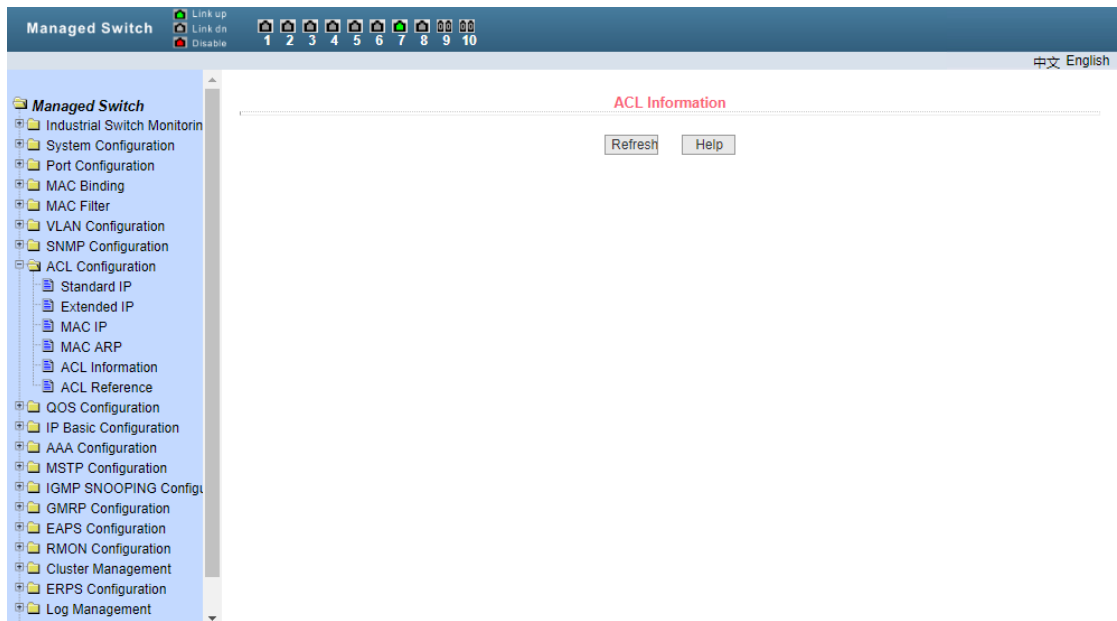 Managed Switch
Link up
Link dn
Disable
1 2 3 4 5 6 7 8 9 10
中文 English
Managed Switch
Industrial Switch Monitorin
System Configuration
Port Configuration
MAC Binding
MAC Filter
VLAN Configuration
SNMP Configuration
ACL Configuration
Standard IP
Extended IP
MAC IP
MAC ARP
ACL Information
ACL Reference
QOS Configuration
IP Basic Configuration
AAA Configuration
MSTP Configuration
IGMP SNOOPING Configu
GMRP Configuration
EAPS Configuration
RMON Configuration
Cluster Management
ERPS Configuration
Log Management
ACL Information
Refresh Help